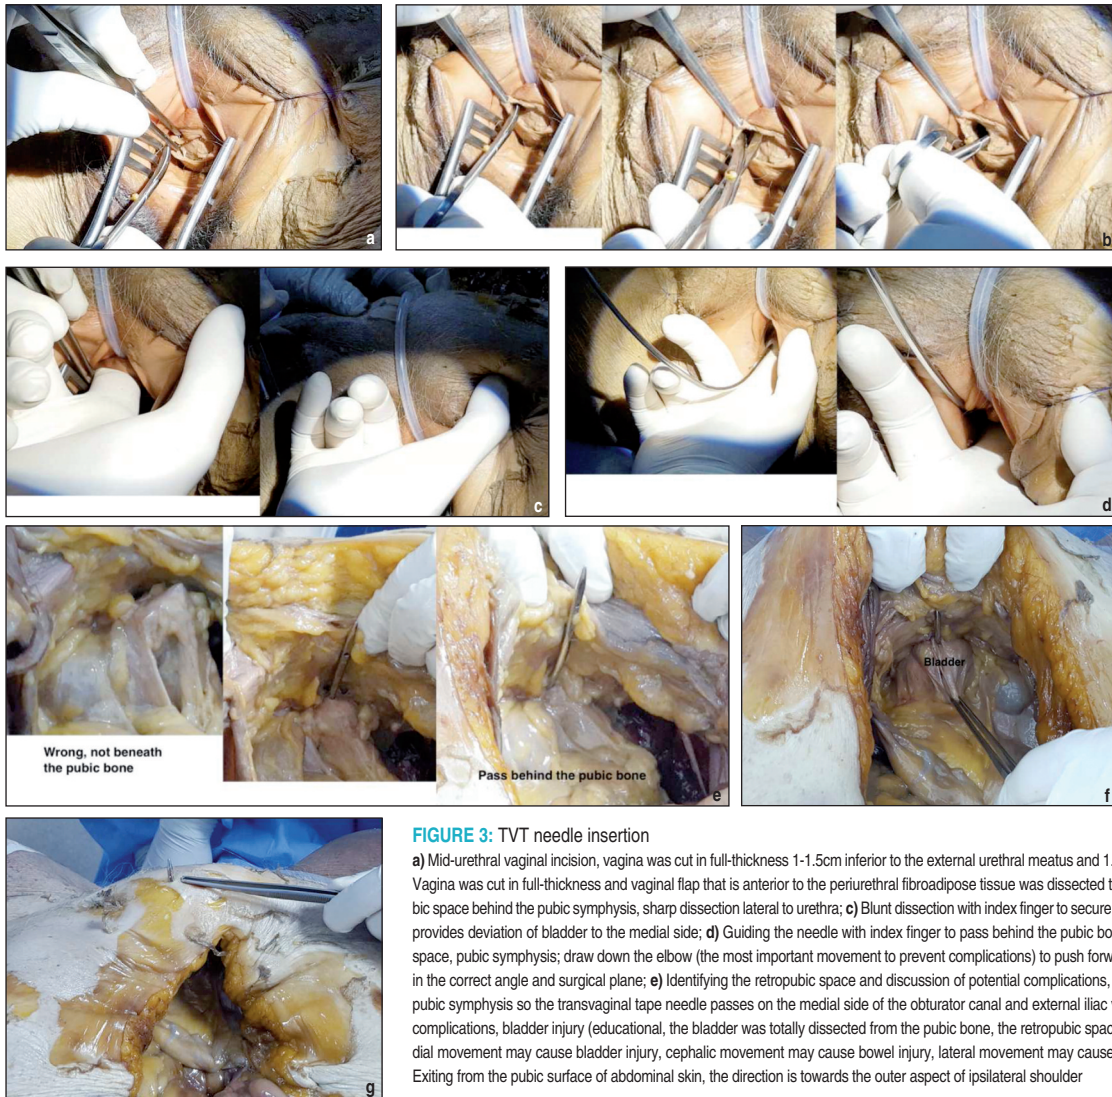 a
b
c
d
Wrong, not beneath
the pubic bone
Pass behind the pubic bone
e
Bladder
f
g
FIGURE 3: TVT needle insertion
a) Mid-urethral vaginal incision, vagina was cut in full-thickness 1-1.5cm inferior to the external urethral meatus and 1.
Vagina was cut in full-thickness and vaginal flap that is anterior to the periurethral fibroadipose tissue was dissected t
bic space behind the pubic symphysis, sharp dissection lateral to urethra; c) Blunt dissection with index finger to secure
provides deviation of bladder to the medial side; d) Guiding the needle with index finger to pass behind the pubic bo
space, pubic symphysis; draw down the elbow (the most important movement to prevent complications) to push forw
in the correct angle and surgical plane; e) Identifying the retropubic space and discussion of potential complications,
pubic symphysis so the transvaginal tape needle passes on the medial side of the obturator canal and external iliac
complications, bladder injury (educational, the bladder was totally dissected from the pubic bone, the retropubic spac
dial movement may cause bladder injury, cephalic movement may cause bowel injury, lateral movement may cause
Exiting from the pubic surface of abdominal skin, the direction is towards the outer aspect of ipsilateral shoulder